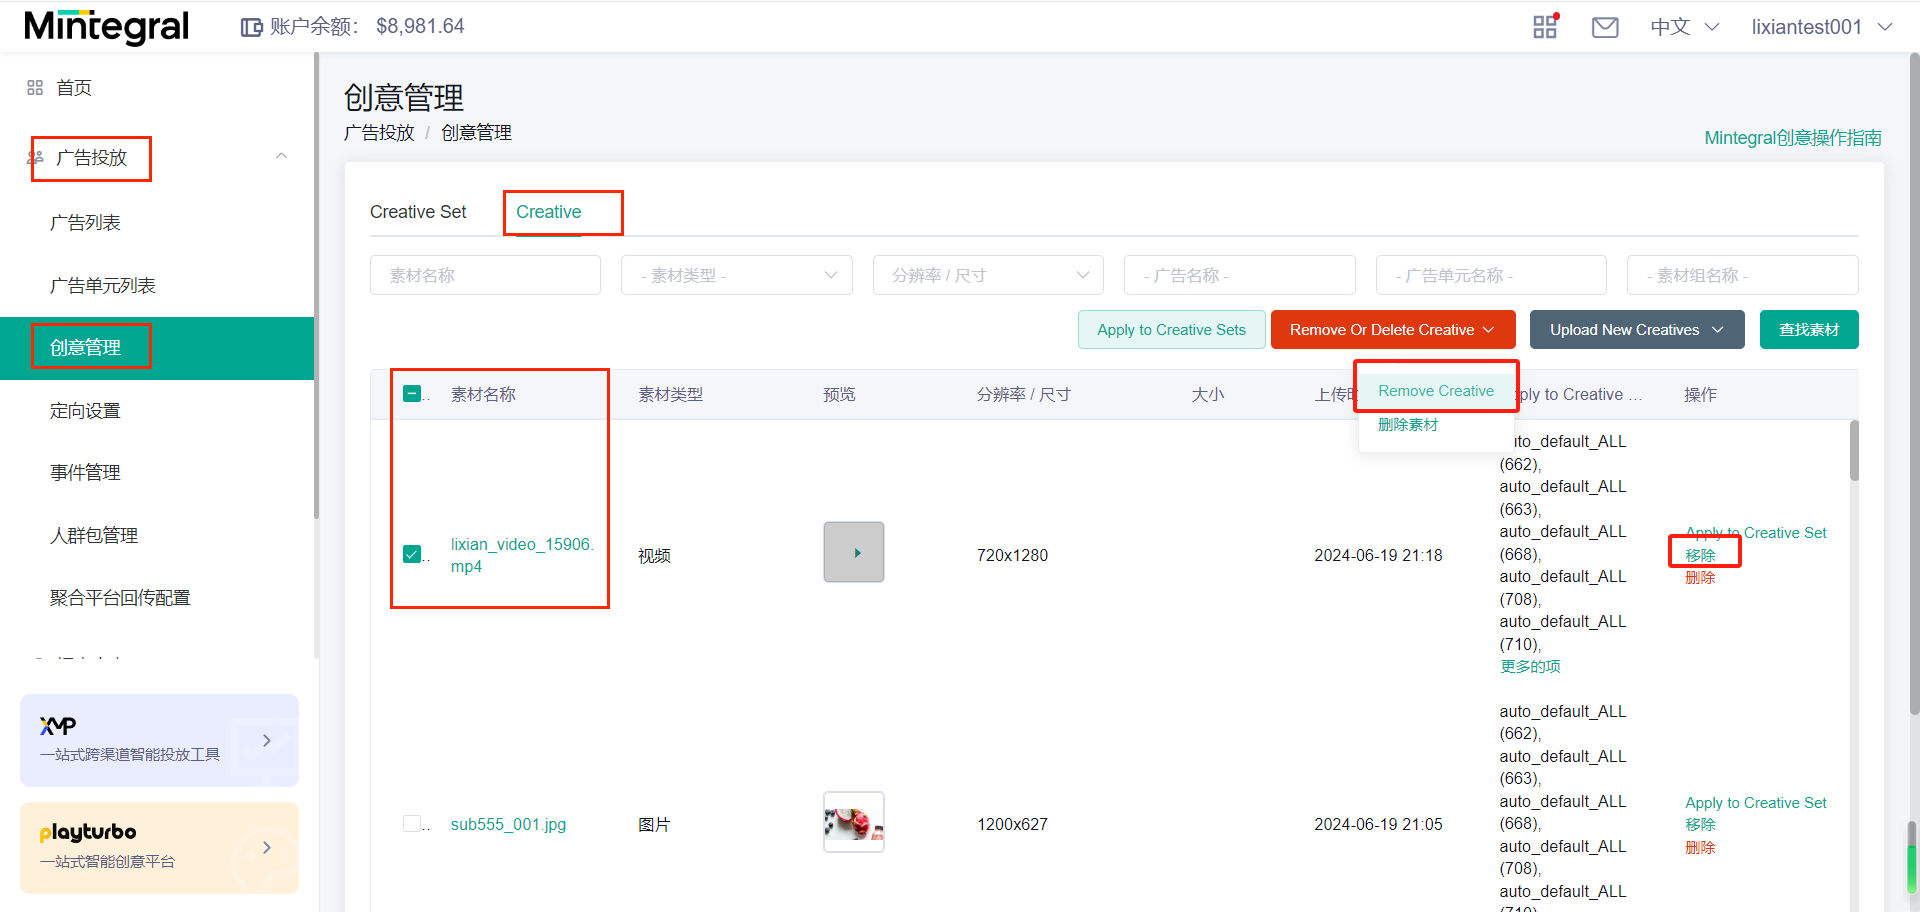 Mintegral
账户余额： $8,981.64
中文
lixiantest001
首页
广告投放
广告列表
广告单元列表
创意管理
定向设置
事件管理
人群包管理
聚合平台回传配置
XMP
一站式跨渠道智能投放工具
playturbo
一站式智能创意平台
创意管理
广告投放 / 创意管理
Mintegral创意操作指南
Creative Set
Creative
素材名称
- 素材类型 -
分辨率 / 尺寸
- 广告名称 -
- 广告单元名称 -
- 素材组名称 -
Apply to Creative Sets
Remove Or Delete Creative
Upload New Creatives
查找素材
Remove Creative
删除素材
素材名称
素材类型
预览
分辨率 / 尺寸
大小
上传时
ply to Creative ...
操作
lixian_video_15906.
mp4
视频
720x1280
2024-06-19 21:18
uto_default_ALL
(662),
auto_default_ALL
(663),
auto_default_ALL
(668),
auto_default_ALL
(708),
auto_default_ALL
(710),
更多的项
Apply to Creative Set
移除
删除
sub555_001.jpg
图片
1200x627
2024-06-19 21:05
auto_default_ALL
(662),
auto_default_ALL
(663),
auto_default_ALL
(668),
auto_default_ALL
(708),
auto_default_ALL
(710),
Apply to Creative Set
移除
删除